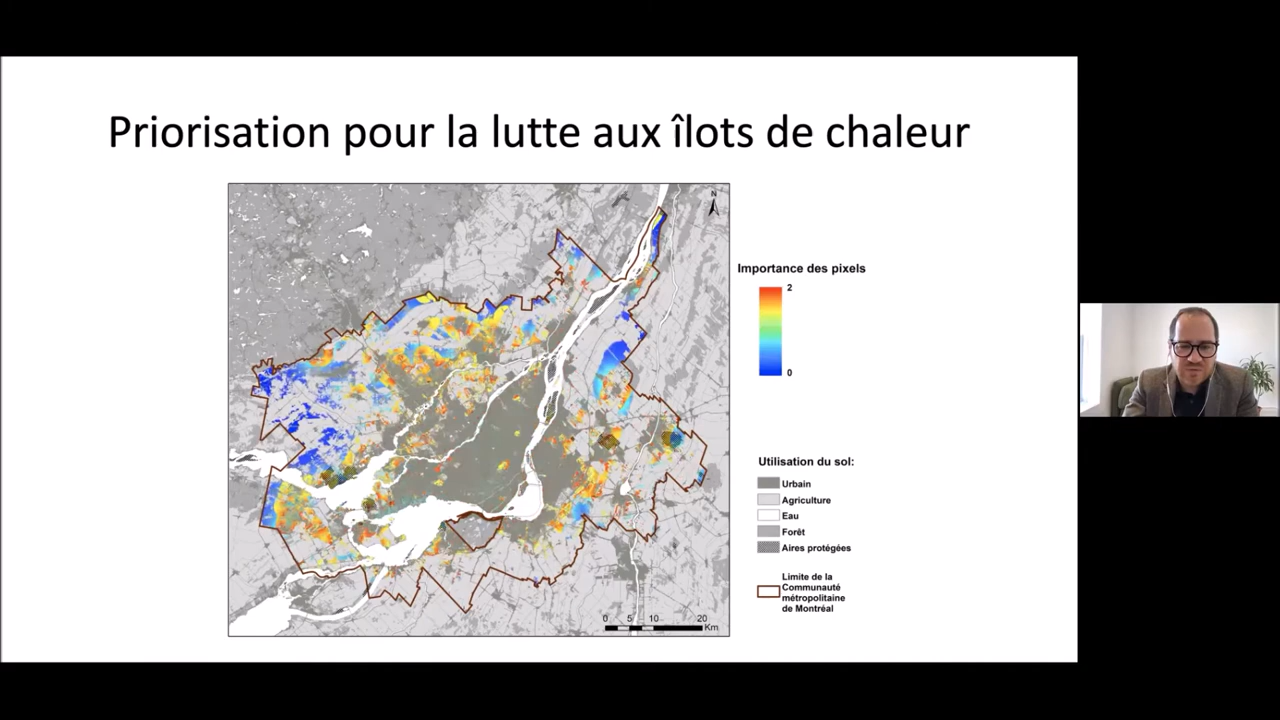 Priorisation pour la lutte aux îlots de chaleur
N
Importance des pixels
2
0
Utilisation du sol:
Urbain
Agriculture
Eau
Forêt
Aires protégées
Limite de la
Communauté
métropolitaine
de Montréal
0 5 10 20
Km